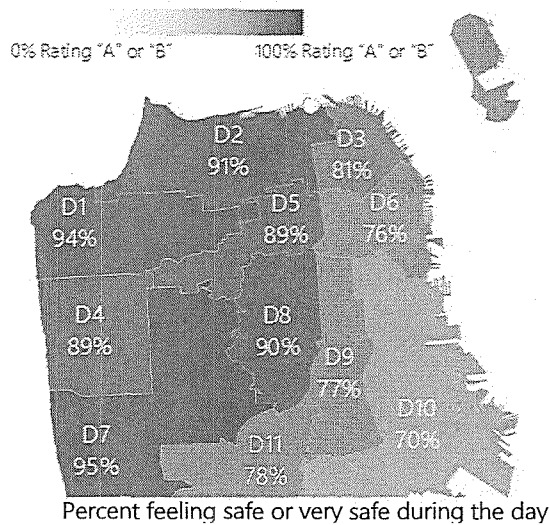 0% Rating "A" or "B" 100% Rating "A" or "B"
D2
91%
D3
81%
D1
94%
D5
89%
D6
76%
D4
89%
D8
90%
D9
77%
D10
70%
D7
95%
D11
78%
Percent feeling safe or very safe during the day